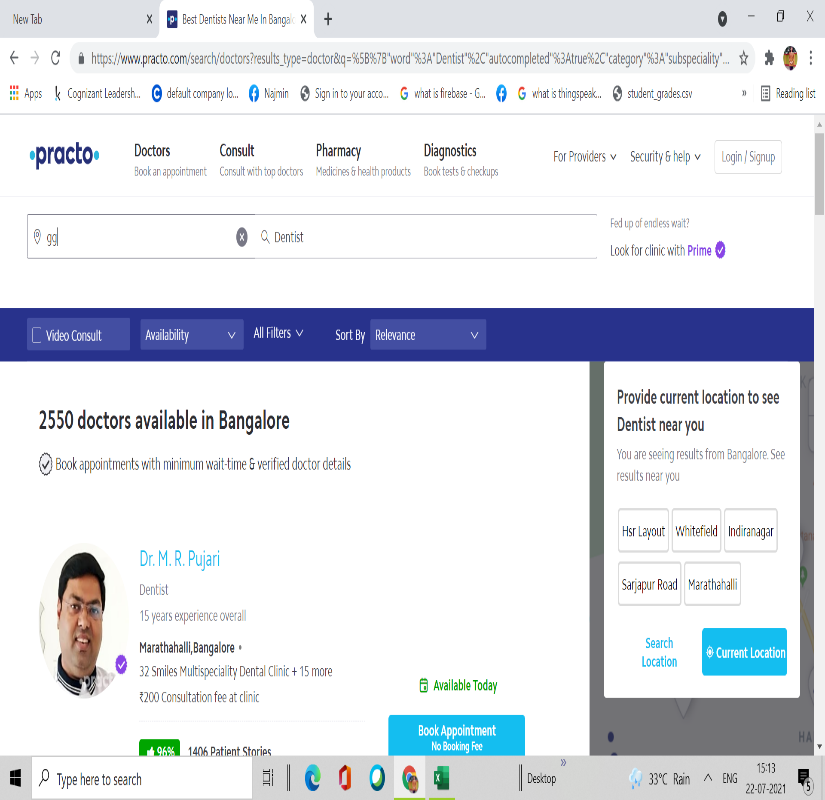 New Tab
Best Dentists Near Me In Bangalo
https://www.practo.com/search/doctors?results_type=doctor&q=%5B%7B"word"%3A"Dentist"%2C"autocompleted"%3Atrue%2C"category"%3A"subspeciality"...
Apps Cognizant Leadersh... default company lo... Najmin Sign in to your acco... what is firebase - G... what is thingspeak... student_grades.csv » Reading list
•practo•
Doctors Consult Pharmacy Diagnostics
Book an appointment Consult with top doctors Medicines & health products Book tests & checkups
For Providers Security & help Login / Signup
gg Dentist
Fed up of endless wait?
Look for clinic with Prime
Video Consult Availability All Filters Sort By Relevance
2550 doctors available in Bangalore
Book appointments with minimum wait-time & verified doctor details
Dr. M. R. Pujari
Dentist
15 years experience overall
Marathahalli,Bangalore •
32 Smiles Multispeciality Dental Clinic + 15 more
₹200 Consultation fee at clinic
96% 1406 Patient Stories
practo
Available Today
Book Appointment
No Booking Fee
Provide current location to see
Dentist near you
You are seeing results from Bangalore. See
results near you
Hsr Layout Whitefield Indiranagar
Sarjapur Road Marathahalli
Search
Location
Current Location
HA
Type here to search
Desktop »
33°C Rain ENG
15:13
22-07-2021
5